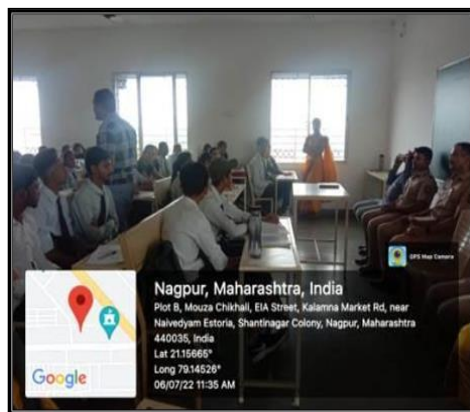 GPS Map Camera
Nagpur, Maharashtra, India
Plot B, Mouza Chikhali, EIA Street, Kalamna Market Rd, near
Naivedyam Estoria, Shantinagar Colony, Nagpur, Maharashtra
440035, India
Lat 21.15665°
Long 79.14526°
06/07/22 11:35 AM
Google